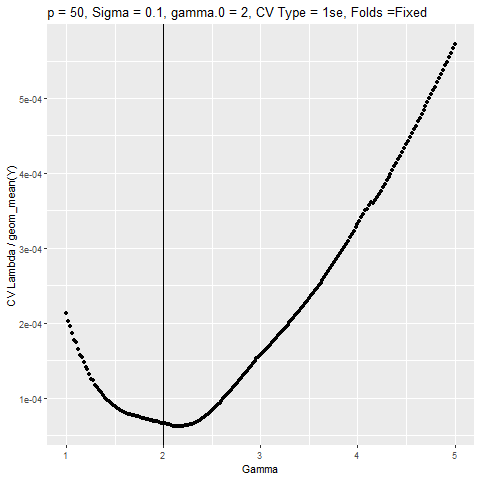 p = 50, Sigma = 0.1, gamma.0 = 2, CV Type = 1se, Folds =Fixed
CV Lambda / geom_mean(Y)
5e-04
4e-04
3e-04
2e-04
1e-04
1 2 3 4 5
Gamma